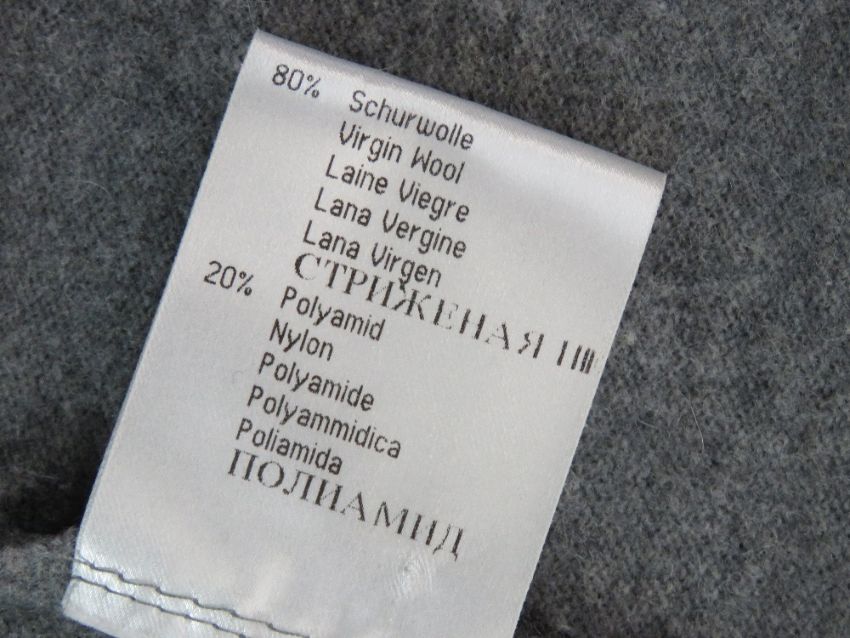 80% Schurwolle
Virgin Wool
Laine Viegre
Lana Vergine
Lana Virgen
СТРИЖЕНАЯ
20% Polyamid
Nylon
Polyamide
Polyammidica
Poliamida
ПОЛИАМИД